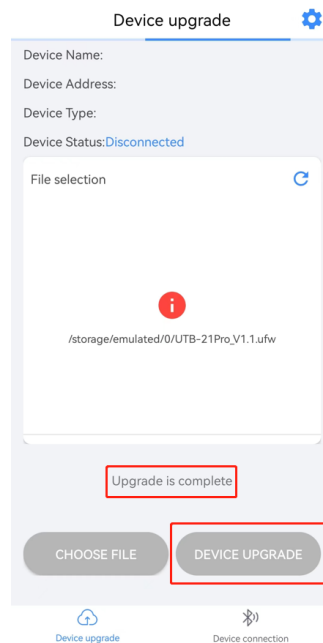 Device upgrade
Device Name:
Device Address:
Device Type:
Device Status:Disconnected
File selection
/storage/emulated/0/UTB-21Pro_V1.1.ufw
Upgrade is complete
CHOOSE FILE
DEVICE UPGRADE
Device upgrade
Device connection